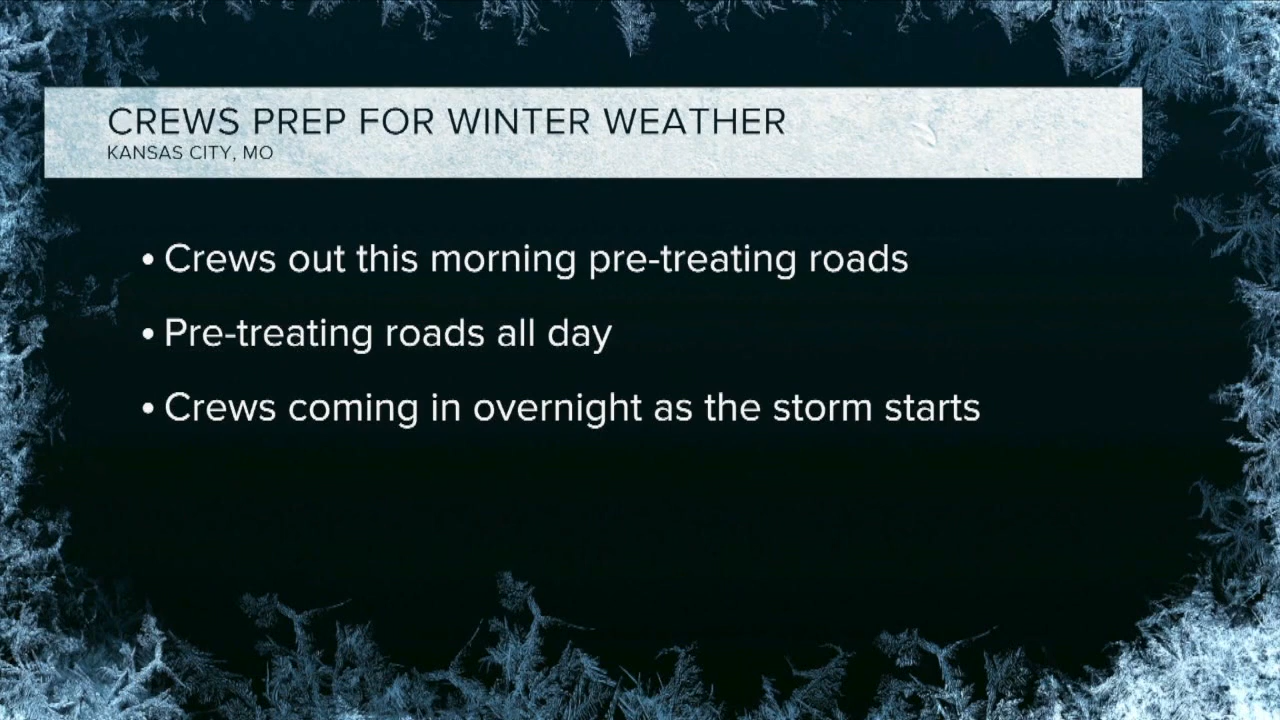 CREWS PREP FOR WINTER WEATHER
KANSAS CITY, MO
• Crews out this morning pre-treating roads
• Pre-treating roads all day
• Crews coming in overnight as the storm starts